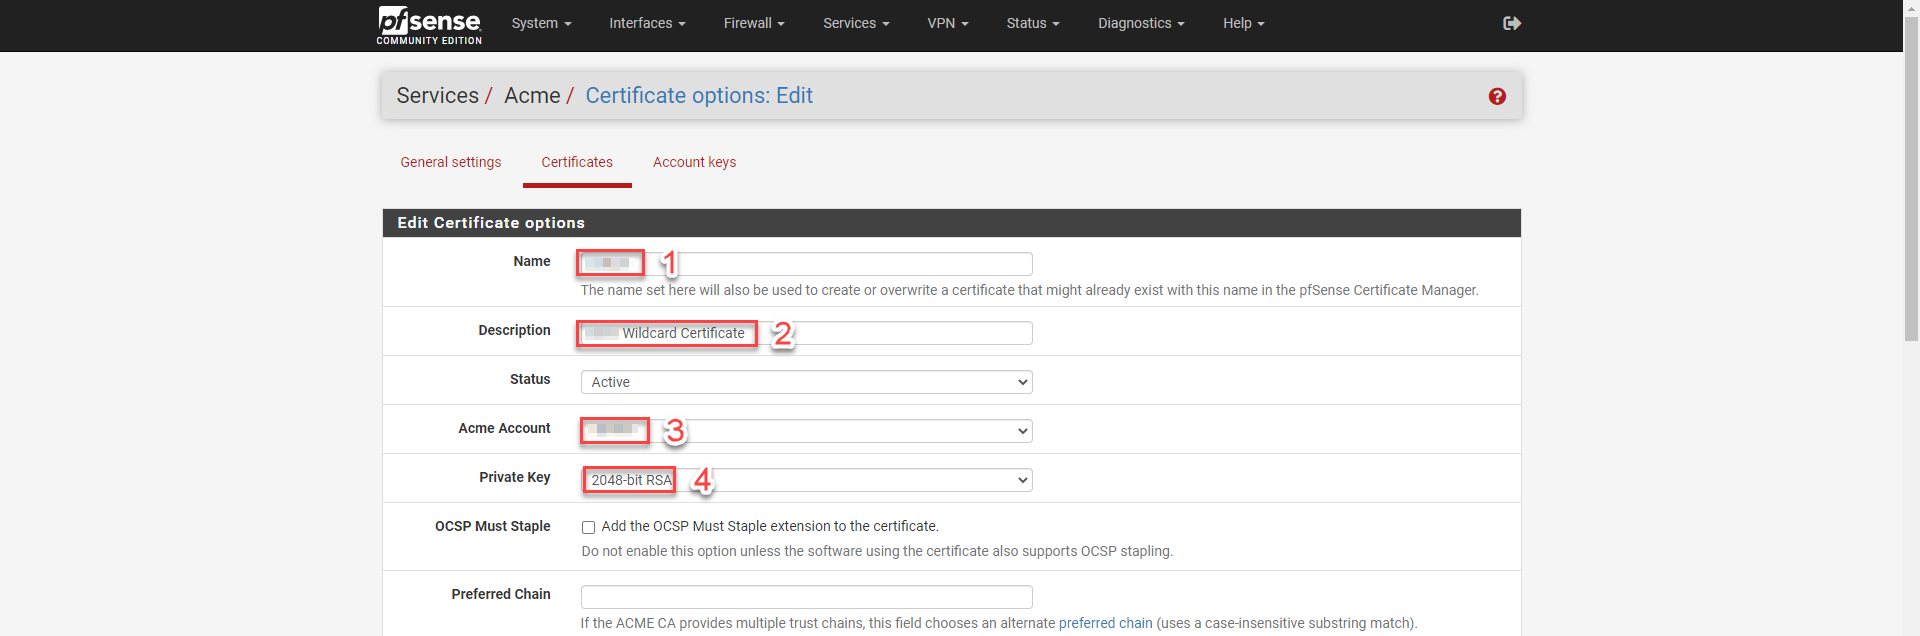 pfsense
COMMUNITY EDITION
System
Interfaces
Firewall
Services
VPN
Status
Diagnostics
Help
Services / Acme / Certificate options: Edit
General settings
Certificates
Account keys
Edit Certificate options
Name
1
The name set here will also be used to create or overwrite a certificate that might already exist with this name in the pfSense Certificate Manager.
Description
Wildcard Certificate
2
Status
Active
Acme Account
3
Private Key
2048-bit RSA
4
OCSP Must Staple
Add the OCSP Must Staple extension to the certificate.
Do not enable this option unless the software using the certificate also supports OCSP stapling.
Preferred Chain
If the ACME CA provides multiple trust chains, this field chooses an alternate preferred chain (uses a case-insensitive substring match).